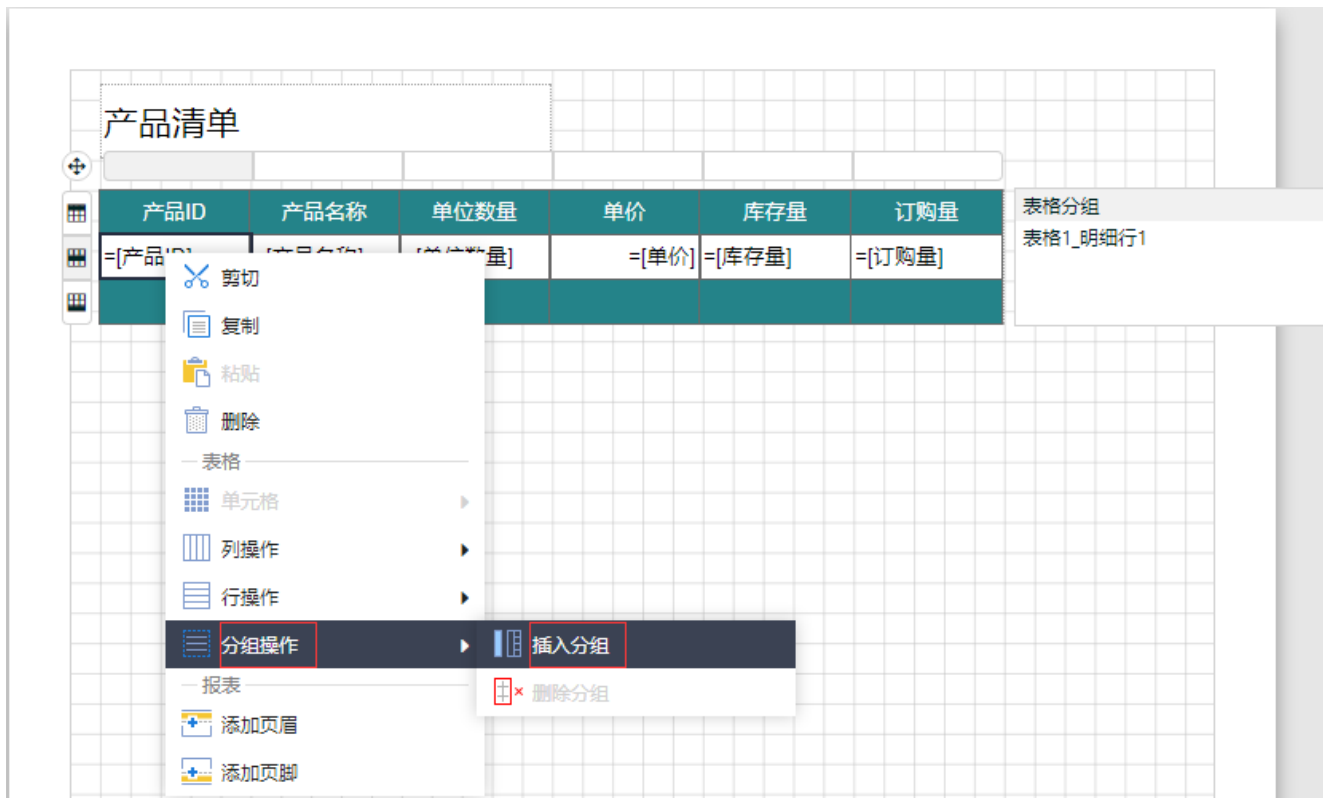 产品清单
产品ID 产品名称 单位数量 单价 库存量 订购量
=[产品ID] =[产品名称] =[单位数量] =[单价] =[库存量] =[订购量]
表格分组
表格1_明细行1
剪切
复制
粘贴
删除
表格
单元格
列操作
行操作
分组操作
插入分组
删除分组
报表
添加页眉
添加页脚